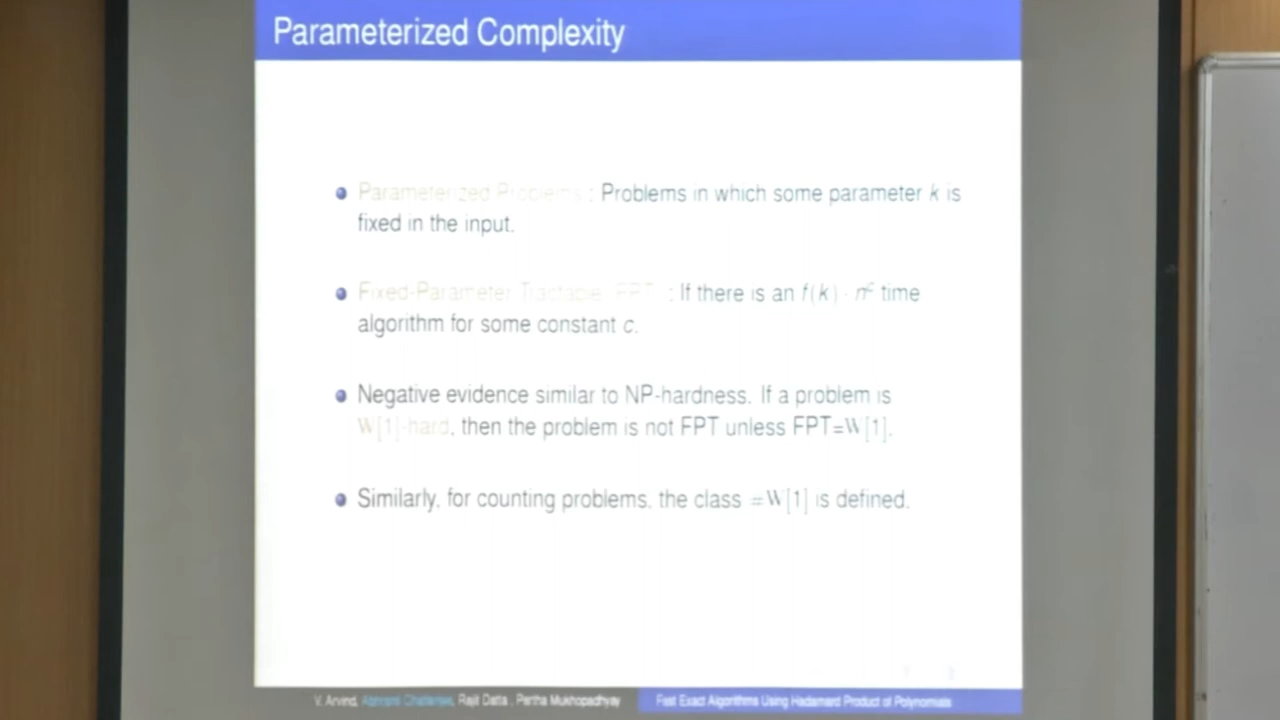 Parameterized Complexity
Parameterized Problems : Problems in which some parameter k is
fixed in the input.
Fixed-Parameter Tractable FPT : If there is an f(k) · n^c time
algorithm for some constant c.
Negative evidence similar to NP-hardness. If a problem is
W[1]-hard, then the problem is not FPT unless FPT=W[1].
Similarly, for counting problems, the class #W[1] is defined.
V. Arvind, Abhranil Chatterjee, Rajit Datta , Partha Mukhopadhyay
Fast Exact Algorithms Using Hadamard Product of Polynomials